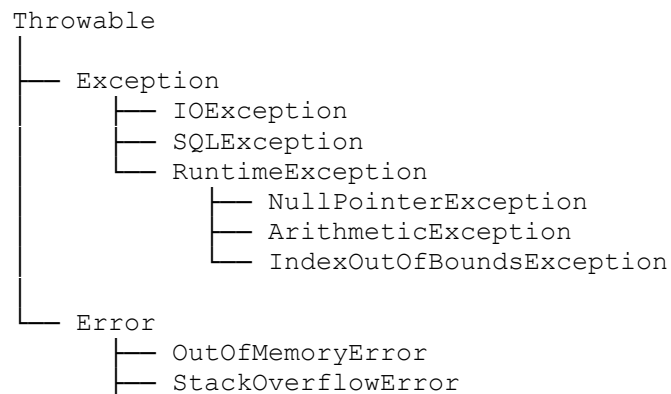 Throwable
Exception
IOException
SQLException
RuntimeException
NullPointerException
ArithmeticException
IndexOutOfBoundsException
Error
OutOfMemoryError
StackOverflowError